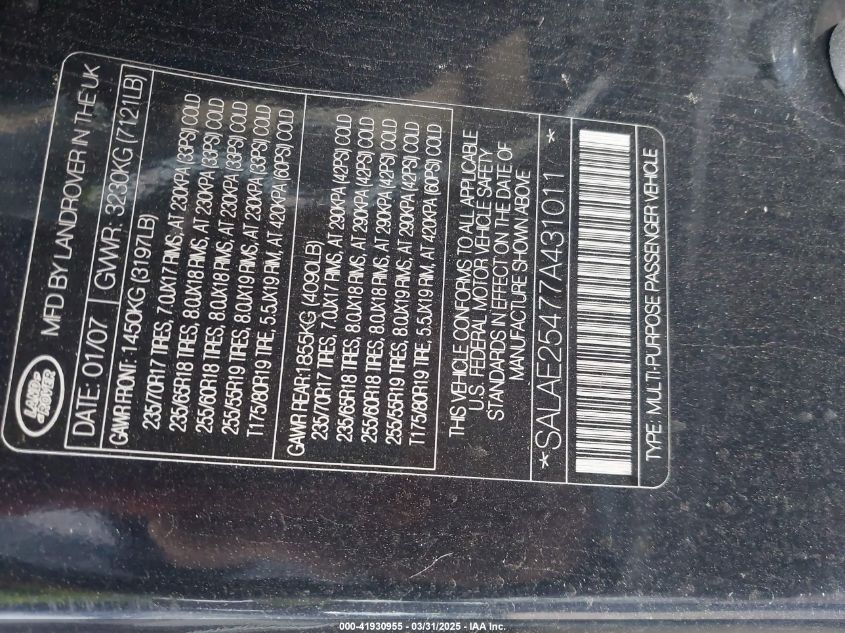 LAND ROVER
MFD BY LANDROVER IN THE UK
DATE: 01/07 GVWR: 3230KG (7121LB)
GAWR FRONT: 1450KG (3197LB)
235/70R17 TIRES, 7.0JX17 RIMS, AT 230KPA (33PSI) COLD
235/65R18 TIRES, 8.0JX18 RIMS, AT 230KPA (33PSI) COLD
255/60R18 TIRES, 8.0JX18 RIMS, AT 230KPA (33PSI) COLD
255/55R19 TIRES, 8.0JX19 RIMS, AT 230KPA (33PSI) COLD
T175/80R19 TIRE, 5.5JX19 RIM, AT 420KPA (60PSI) COLD
GAWR REAR: 1855KG (4090LB)
235/70R17 TIRES, 7.0JX17 RIMS, AT 290KPA (42PSI) COLD
235/65R18 TIRES, 8.0JX18 RIMS, AT 290KPA (42PSI) COLD
255/60R18 TIRES, 8.0JX18 RIMS, AT 290KPA (42PSI) COLD
255/55R19 TIRES, 8.0JX19 RIMS, AT 290KPA (42PSI) COLD
T175/80R19 TIRE, 5.5JX19 RIM, AT 420KPA (60PSI) COLD
THIS VEHICLE CONFORMS TO ALL APPLICABLE
U.S. FEDERAL MOTOR VEHICLE SAFETY
STANDARDS IN EFFECT ON THE DATE OF
MANUFACTURE SHOWN ABOVE
*SALAE25477A431011 *
TYPE: MULTI-PURPOSE PASSENGER VEHICLE
000-41930955 - 03/31/2025 - IAA Inc.